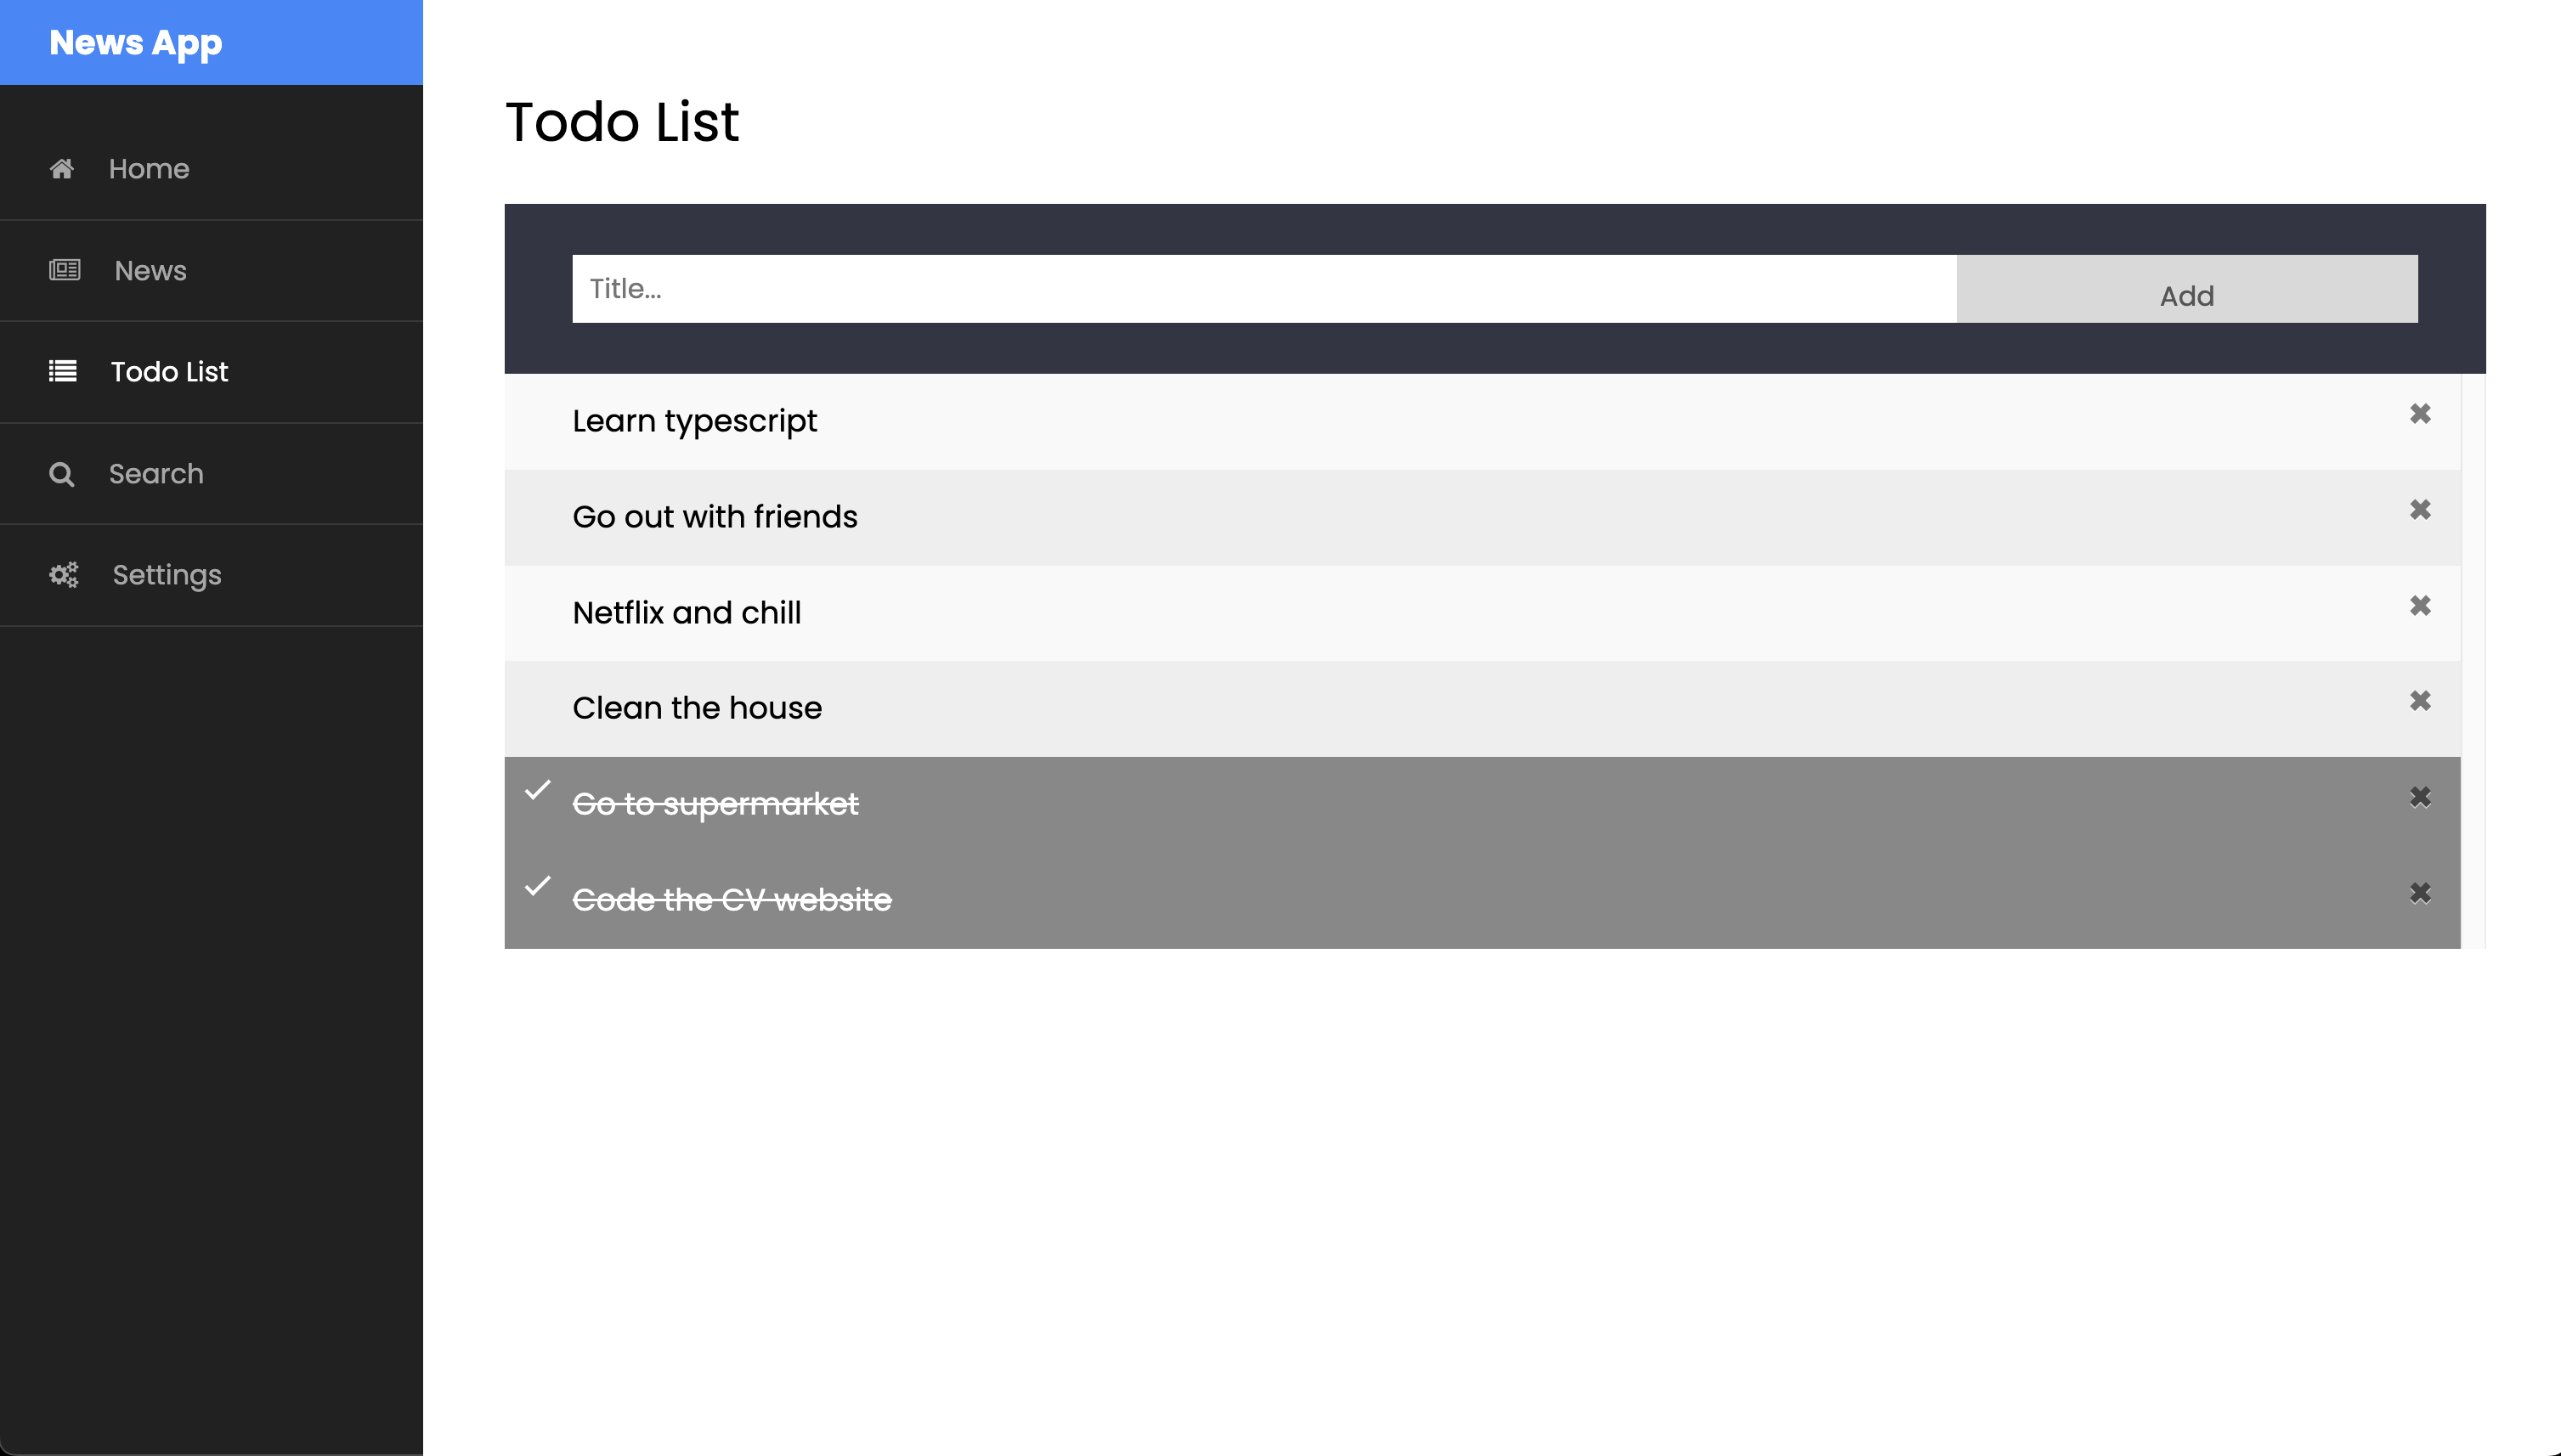 News App
Home
News
Todo List
Search
Settings
Todo List
Title...
Add
Learn typescript
Go out with friends
Netflix and chill
Clean the house
Go to supermarket
Code the CV website